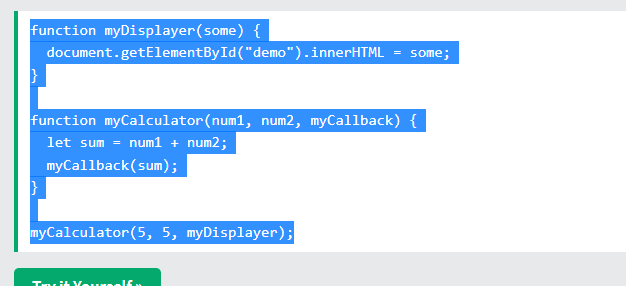 function myDisplayer(some) {
  document.getElementById("demo").innerHTML = some;
}
function myCalculator(num1, num2, myCallback) {
  let sum = num1 + num2;
  myCallback(sum);
}
myCalculator(5, 5, myDisplayer);
Try it Yourself »